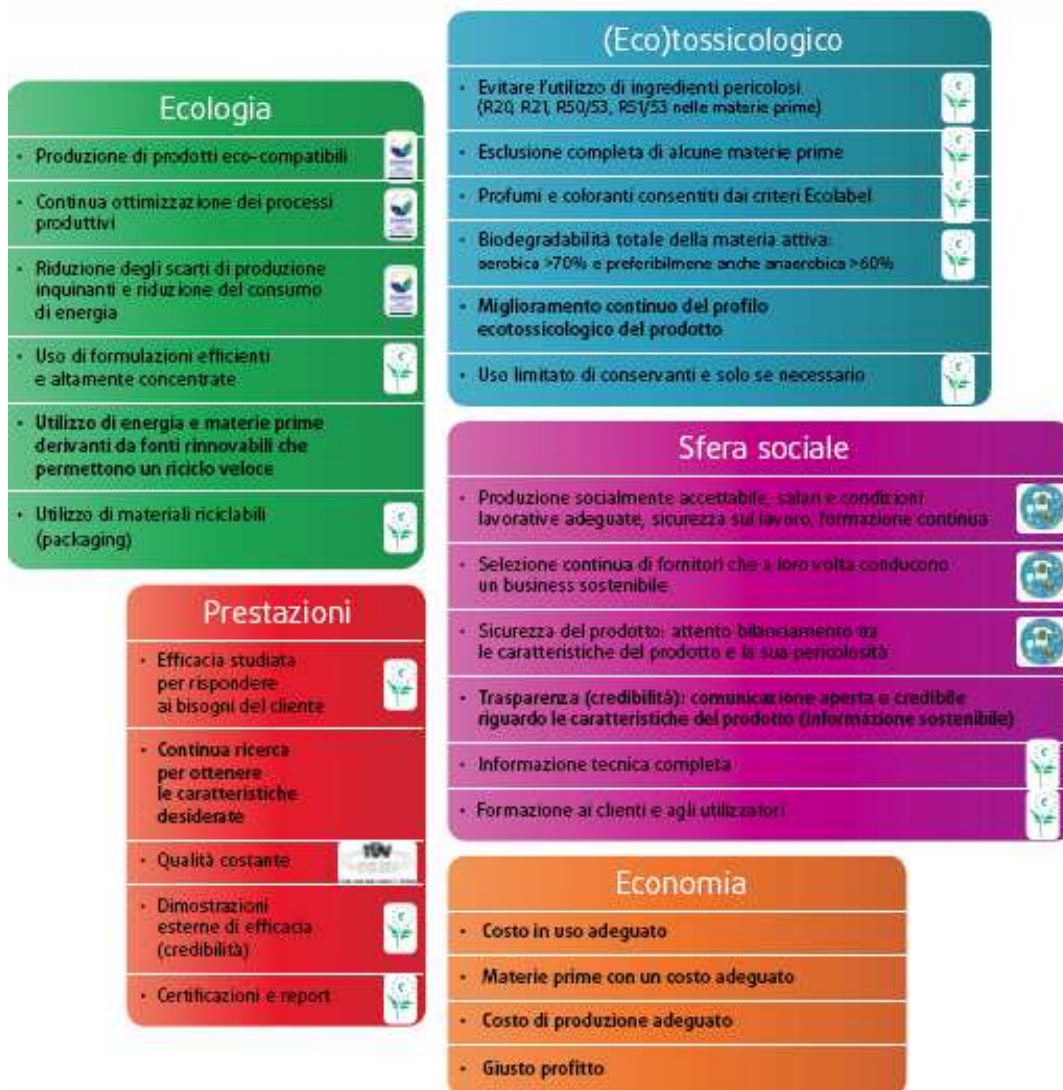 Ecologia
• Produzione di prodotti eco-compatibili
• Continua ottimizzazione dei processi
produttivi
• Riduzione degli scarti di produzione
inquinanti e riduzione del consumo
di energia
• Uso di formulazioni efficienti
e altamente concentrate
• Utilizzo di energia e materie prime
derivanti da fonti rinnovabili che
permettono un riciclo veloce
• Utilizzo di materiali riciclabili
(packaging)
(Eco)tossicologico
• Evitare l'utilizzo di ingredienti pericolosi
(R20, R21, R50/53, R51/53 nelle materie prime)
• Esclusione completa di alcune materie prime
• Profumi e coloranti consentiti dai criteri Ecolabel
• Biodegradabilità totale della materia attiva:
aerobica >70% e preferibilmene anche anaerobica >60%
• Miglioramento continuo del profilo
ecotossicologico del prodotto
• Uso limitato di conservanti e solo se necessario
Sfera sociale
• Produzione socialmente accettabile, salari e condizioni
lavorative adeguate, sicurezza sul lavoro, formazione continua
• Selezione continua di fornitori che a loro volta conducono
un business sostenibile
• Sicurezza del prodotto: attento bilanciamento tra
le caratteristiche del prodotto e la sua pericolosità
• Trasparenza (credibilità): comunicazione aperta e credibile
riguardo le caratteristiche del prodotto (informazione sostenibile)
• Informazione tecnica completa
• Formazione ai clienti e agli utilizzatori
Prestazioni
• Efficacia studiata
per rispondere
ai bisogni del cliente
• Continua ricerca
per ottenere
le caratteristiche
desiderate
• Qualità costante
TÜV
• Dimostrazioni
esterne di efficacia
(credibilità)
• Certificazioni e report
Economia
• Costo in uso adeguato
• Materie prime con un costo adeguato
• Costo di produzione adeguato
• Giusto profitto